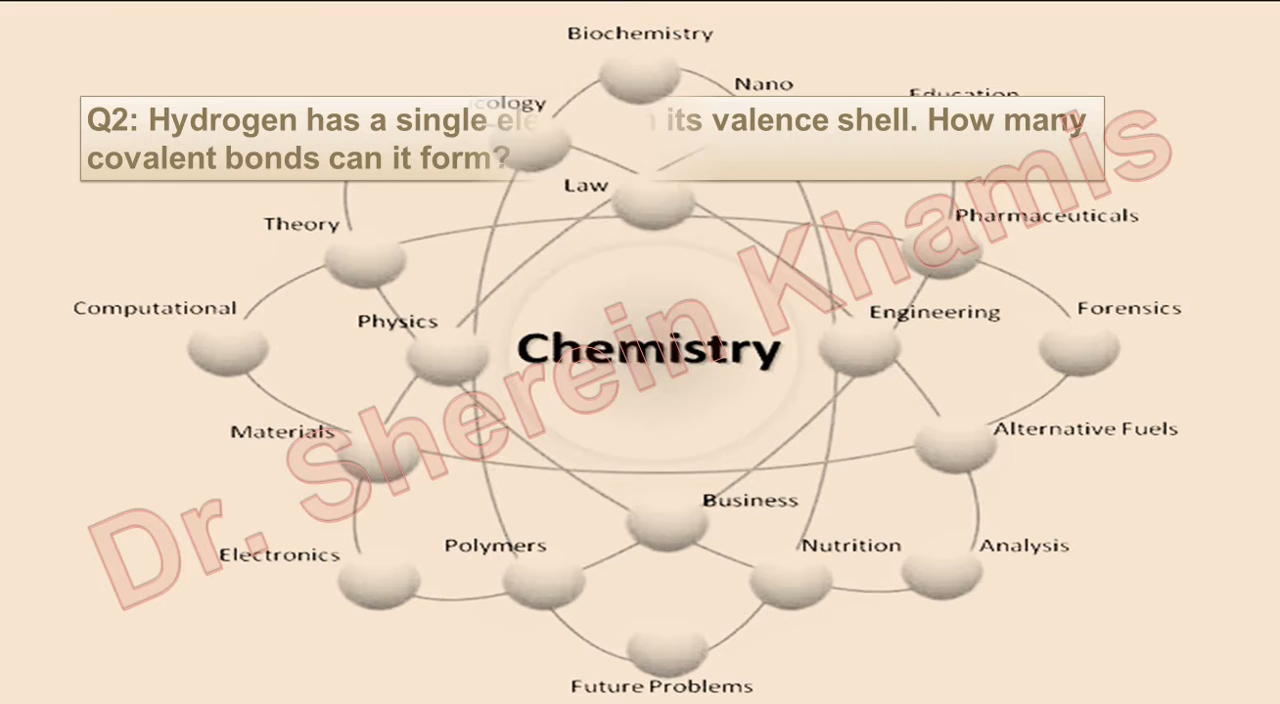 Biochemistry
Nano
cology
Education
Q2: Hydrogen has a single ele n its valence shell. How many
covalent bonds can it form?
Law
Theory
Pharmaceuticals
Computational
Physics
Engineering
Forensics
Chemistry
Materials
Alternative Fuels
Business
Electronics
Polymers
Nutrition
Analysis
Future Problems
Dr. Sherein Khamis